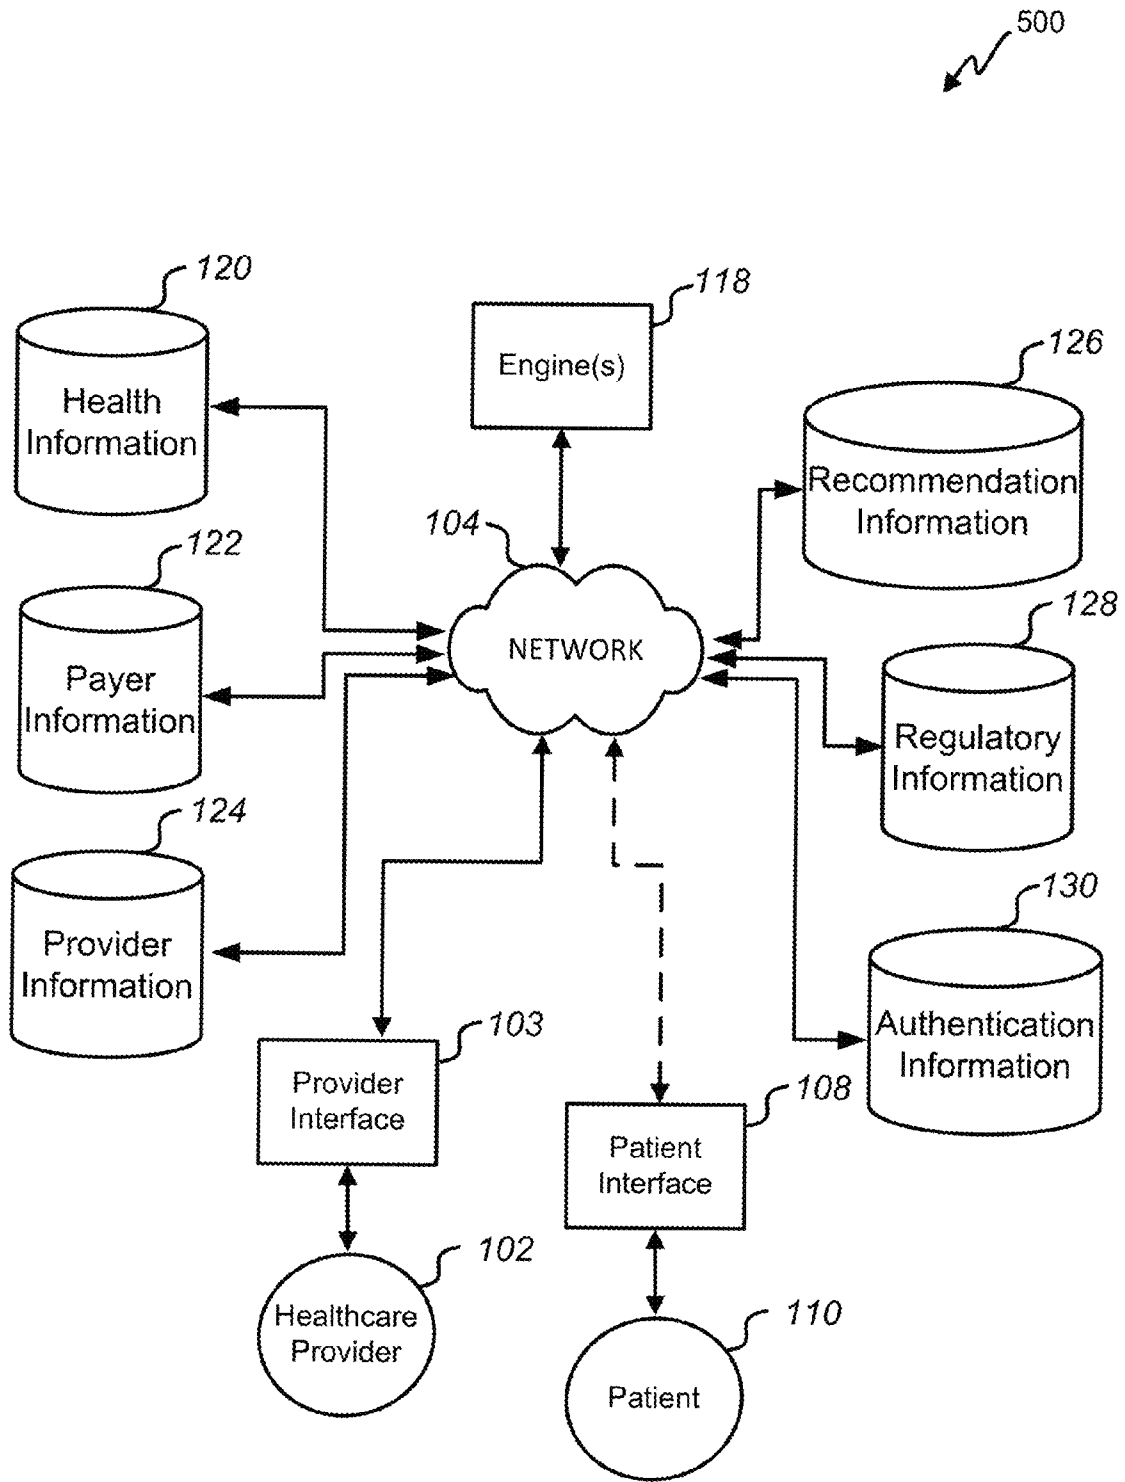 500
120
Health
Information
118
Engine(s)
126
Recommendation
Information
104
NETWORK
122
Payer
Information
128
Regulatory
Information
124
Provider
Information
130
Authentication
Information
103
Provider
Interface
108
Patient
Interface
102
Healthcare
Provider
110
Patient